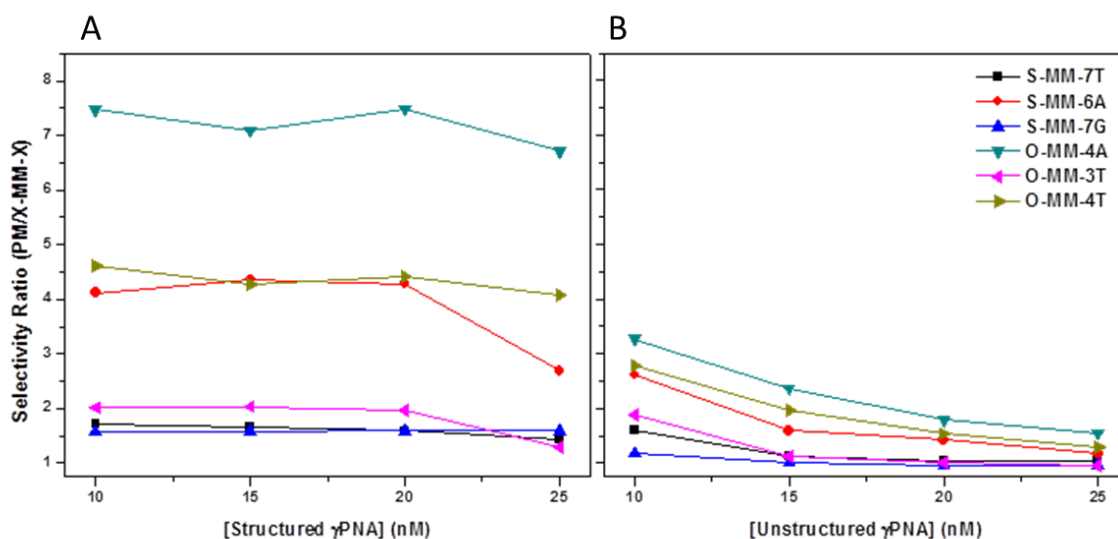 A
B
8
7
6
5
4
3
2
1
Selectivity Ratio (PM/X-MM-X)
10 15 20 25
[Structured γPNA] (nM)
S-MM-7T
S-MM-6A
S-MM-7G
O-MM-4A
O-MM-3T
O-MM-4T
10 15 20 25
[Unstructured γPNA] (nM)